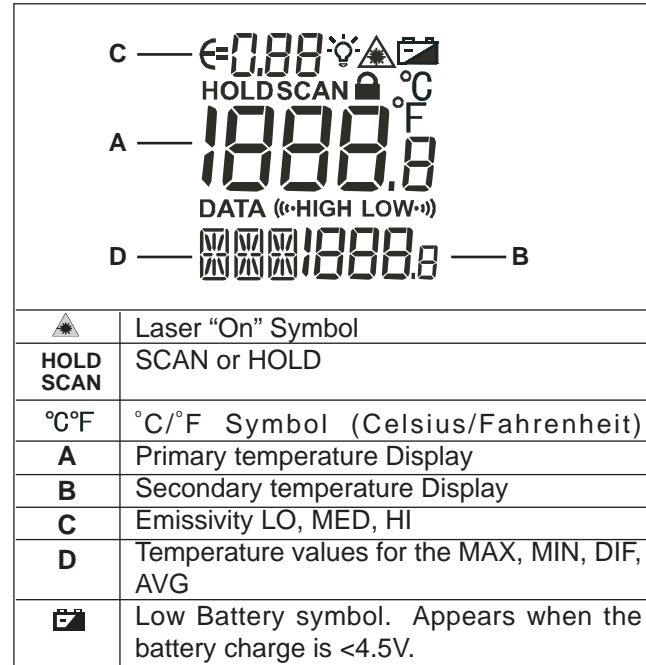 C €=0.88 °C
HOLD SCAN °F
A 1888.8
DATA ((•HIGH LOW•))
D 1888.8 B
Laser “On” Symbol
HOLD SCAN or HOLD
SCAN
°C°F °C/°F Symbol (Celsius/Fahrenheit)
A Primary temperature Display
B Secondary temperature Display
C Emissivity LO, MED, HI
D Temperature values for the MAX, MIN, DIF,
AVG
Low Battery symbol. Appears when the
battery charge is <4.5V.